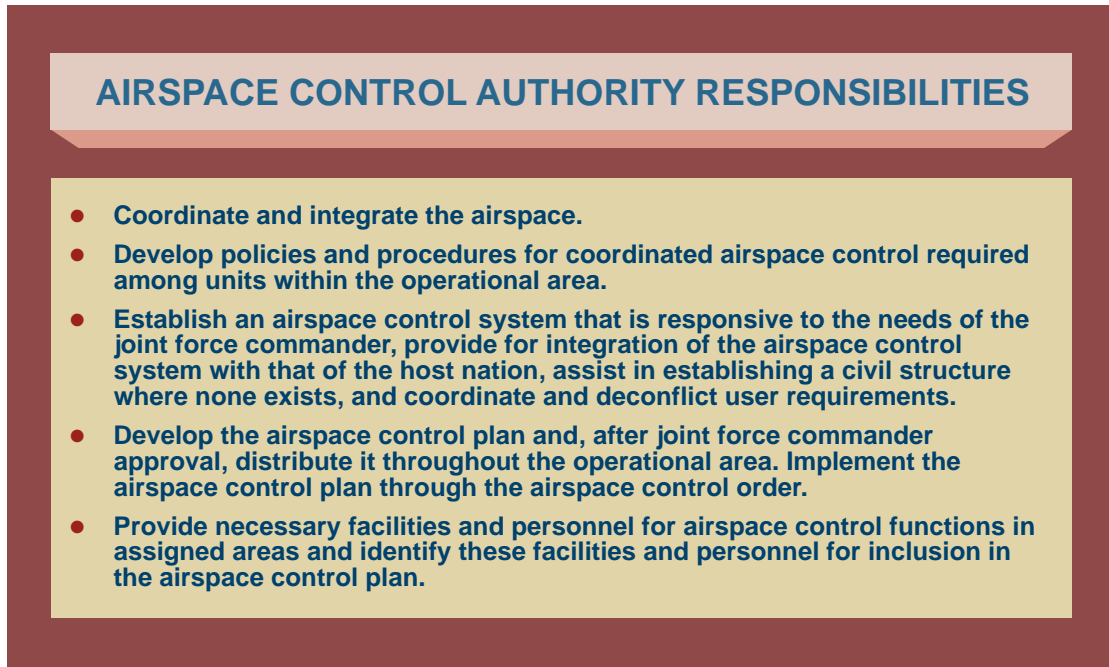 AIRSPACE CONTROL AUTHORITY RESPONSIBILITIES
● Coordinate and integrate the airspace.
● Develop policies and procedures for coordinated airspace control required
among units within the operational area.
● Establish an airspace control system that is responsive to the needs of the
joint force commander, provide for integration of the airspace control
system with that of the host nation, assist in establishing a civil structure
where none exists, and coordinate and deconflict user requirements.
● Develop the airspace control plan and, after joint force commander
approval, distribute it throughout the operational area. Implement the
airspace control plan through the airspace control order.
● Provide necessary facilities and personnel for airspace control functions in
assigned areas and identify these facilities and personnel for inclusion in
the airspace control plan.